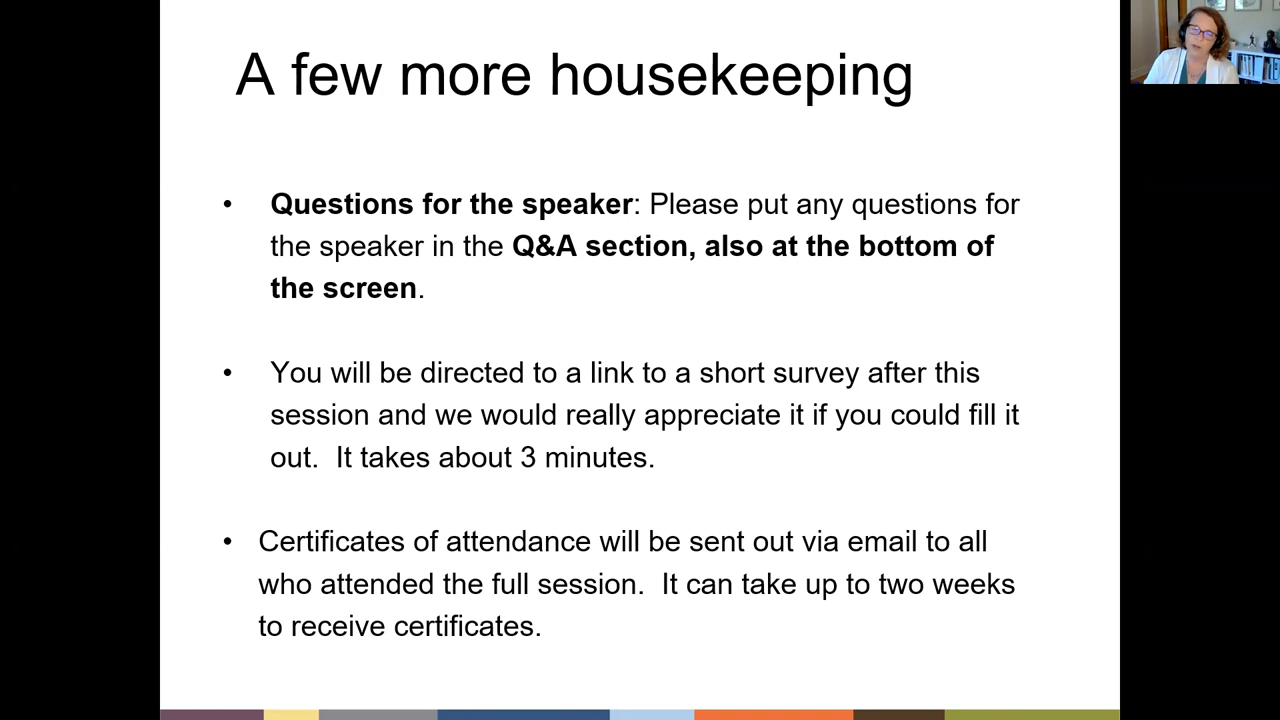 A few more housekeeping
• Questions for the speaker: Please put any questions for
the speaker in the Q&A section, also at the bottom of
the screen.
• You will be directed to a link to a short survey after this
session and we would really appreciate it if you could fill it
out.  It takes about 3 minutes.
• Certificates of attendance will be sent out via email to all
who attended the full session.  It can take up to two weeks
to receive certificates.